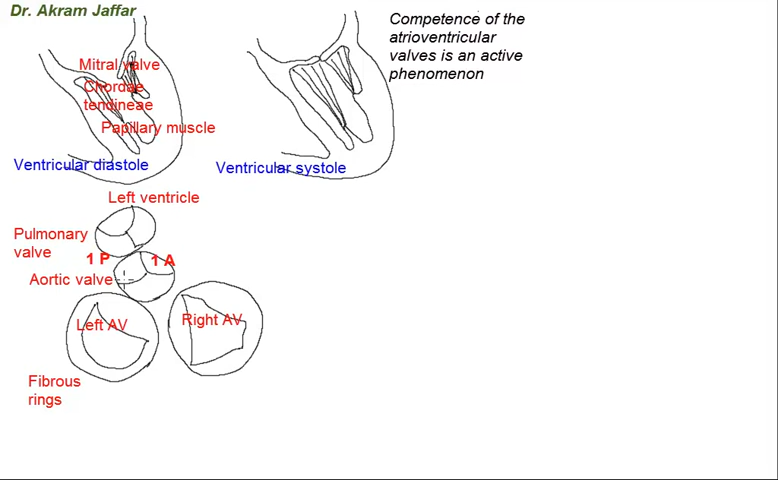 Dr. Akram Jaffar
Competence of the
atrioventricular
valves is an active
phenomenon
Mitral valve
Chordae
tendineae
Papillary muscle
Ventricular diastole
Ventricular systole
Left ventricle
Pulmonary
valve
1 P
1 A
Aortic valve
Left AV
Right AV
Fibrous
rings